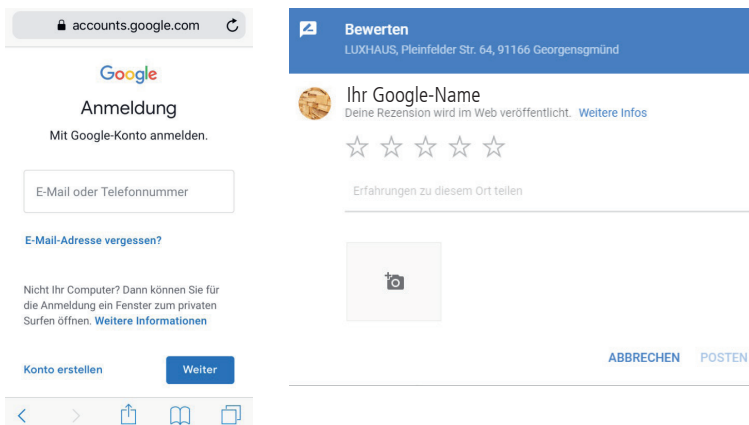 accounts.google.com
Google
Anmeldung
Mit Google-Konto anmelden.
E-Mail oder Telefonnummer
E-Mail-Adresse vergessen?
Nicht Ihr Computer? Dann können Sie für
die Anmeldung ein Fenster zum privaten
Surfen öffnen. Weitere Informationen
Konto erstellen
Weiter
Bewerten
LUXHAUS, Pleinfelder Str. 64, 91166 Georgensgmünd
Ihr Google-Name
Deine Rezension wird im Web veröffentlicht. Weitere Infos
Erfahrungen zu diesem Ort teilen
ABBRECHEN POSTEN